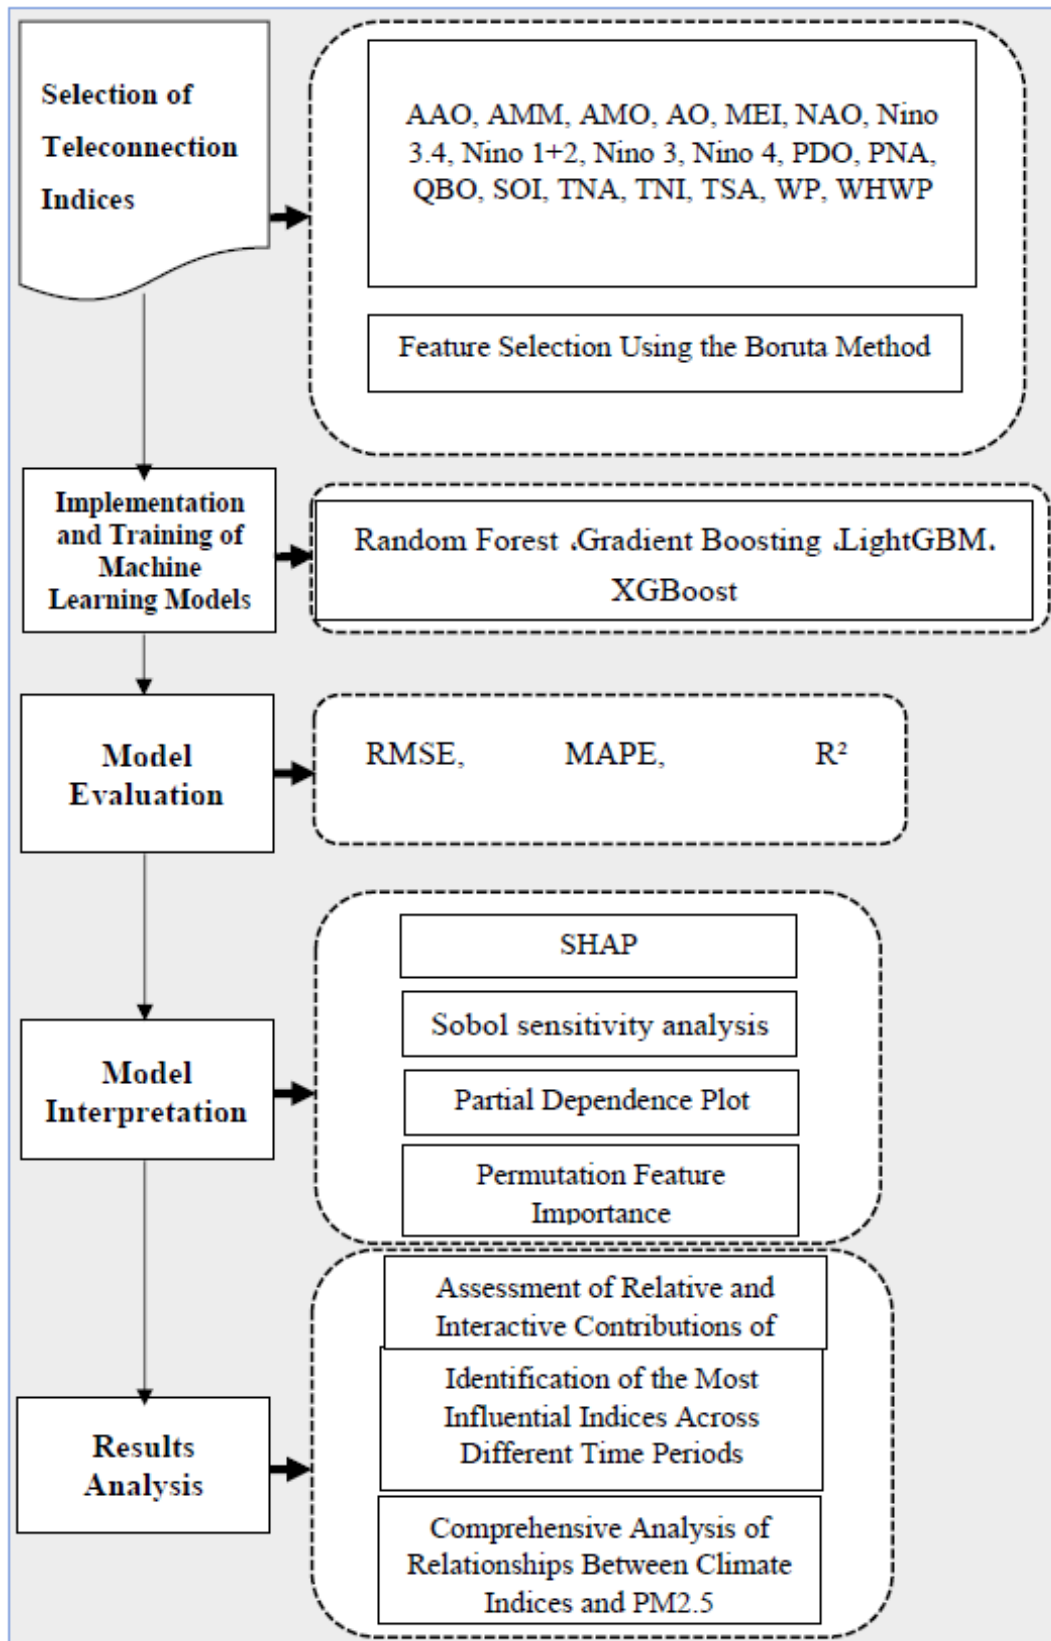 Selection of
Teleconnection
Indices
AAO, AMM, AMO, AO, MEI, NAO, Nino
3.4, Nino 1+2, Nino 3, Nino 4, PDO, PNA,
QBO, SOI, TNA, TNI, TSA, WP, WHWP
Feature Selection Using the Boruta Method
Implementation
and Training of
Machine
Learning Models
Random Forest ،Gradient Boosting ،LightGBM،
XGBoost
Model
Evaluation
RMSE, MAPE, R²
Model
Interpretation
SHAP
Sobol sensitivity analysis
Partial Dependence Plot
Permutation Feature
Importance
Results
Analysis
Assessment of Relative and
Interactive Contributions of
Identification of the Most
Influential Indices Across
Different Time Periods
Comprehensive Analysis of
Relationships Between Climate
Indices and PM2.5